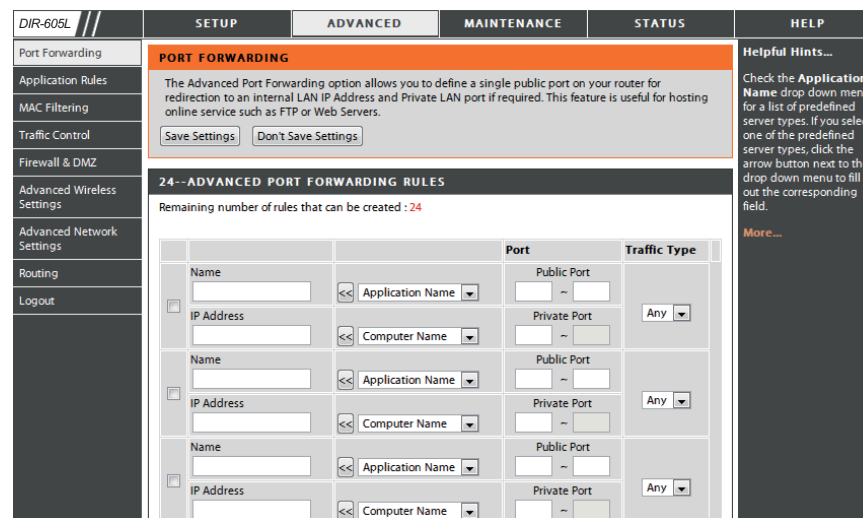 DIR-605L
SETUP
ADVANCED
MAINTENANCE
STATUS
HELP
Port Forwarding
Application Rules
MAC Filtering
Traffic Control
Firewall & DMZ
Advanced Wireless
Settings
Advanced Network
Settings
Routing
Logout
PORT FORWARDING
The Advanced Port Forwarding option allows you to define a single public port on your router for
redirection to an internal LAN IP Address and Private LAN port if required. This feature is useful for hosting
online service such as FTP or Web Servers.
Save Settings
Don't Save Settings
24--ADVANCED PORT FORWARDING RULES
Remaining number of rules that can be created : 24
Port
Traffic Type
Name
<< Application Name
Public Port
~
Any
IP Address
<< Computer Name
Private Port
~
Name
<< Application Name
Public Port
~
Any
IP Address
<< Computer Name
Private Port
~
Name
<< Application Name
Public Port
~
Any
IP Address
<< Computer Name
Private Port
~
Helpful Hints...
Check the Application
Name drop down men
for a list of predefined
server types. If you sele
one of the predefined
server types, click the
arrow button next to th
drop down menu to fill
out the corresponding
field.
More...